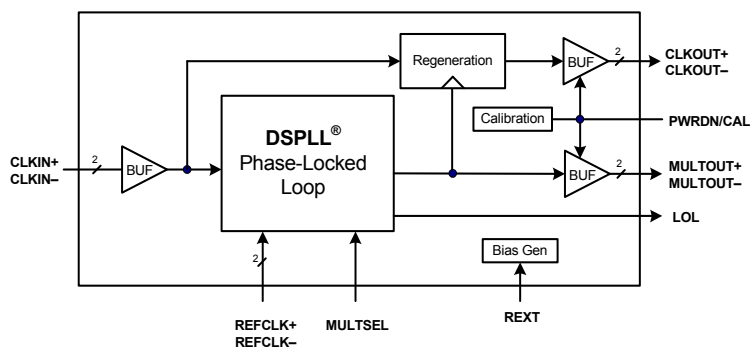 Regeneration
2
BUF
CLKOUT+
CLKOUT–
Calibration
PWRDN/CAL
DSPLL®
Phase-Locked
Loop
CLKIN+
CLKIN–
2
BUF
BUF
2
MULTOUT+
MULTOUT–
LOL
Bias Gen
2
REFCLK+
REFCLK–
MULTSEL
REXT